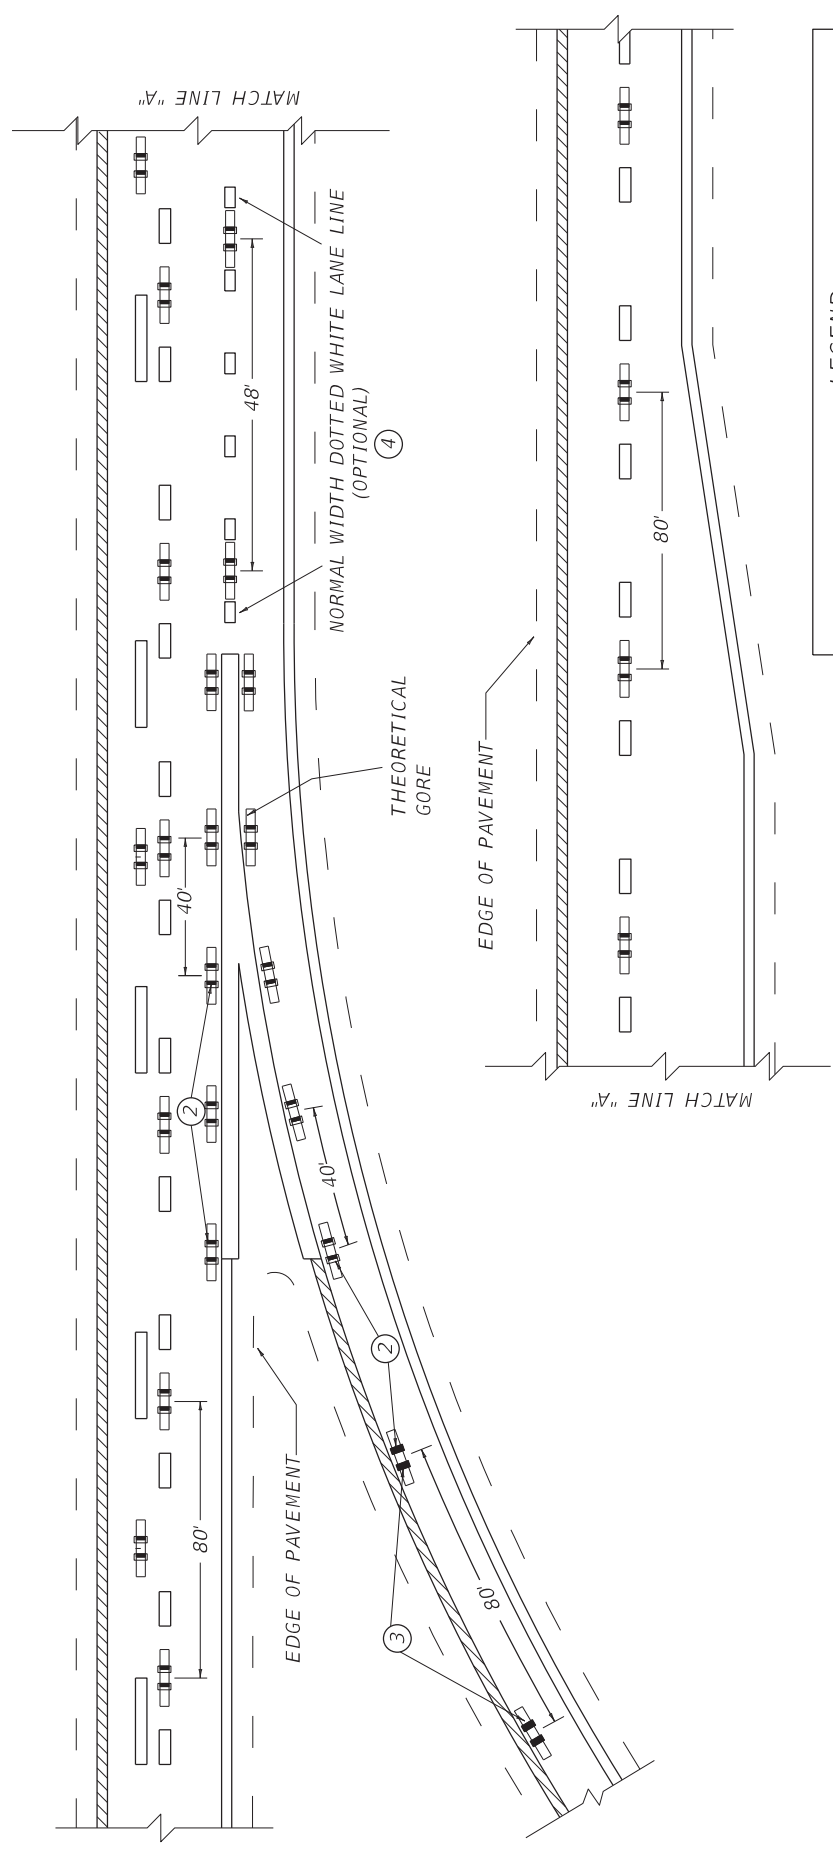 MATCH LINE "A"
NORMAL WIDTH DOTTED WHITE LANE LINE
(OPTIONAL)
4
48'
THEORETICAL
GORE
40'
2
40'
2
80'
EDGE OF PAVEMENT
3
80'
EDGE OF PAVEMENT
80'
MATCH LINE "A"
LEGEND